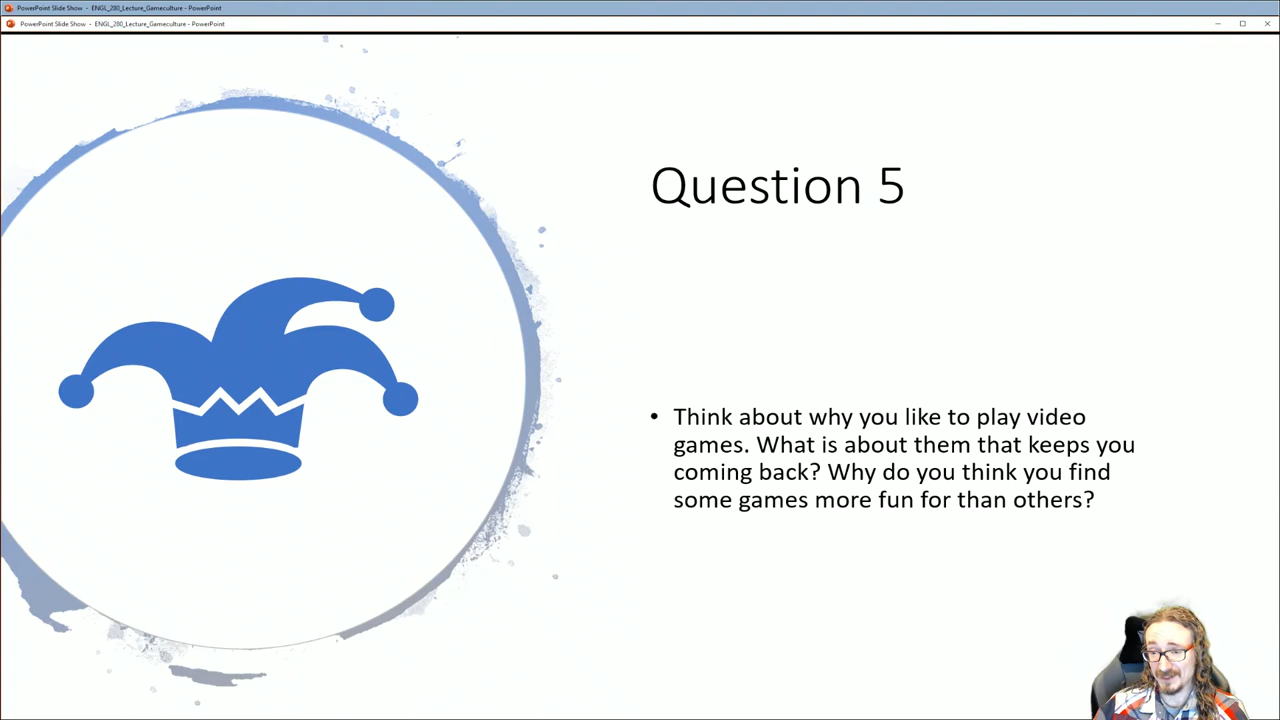 PowerPoint Slide Show - ENGL_280_Lecture_Gameculture - PowerPoint
PowerPoint Slide Show - ENGL_280_Lecture_Gameculture - PowerPoint
Question 5
• Think about why you like to play video
games. What is about them that keeps you
coming back? Why do you think you find
some games more fun for than others?